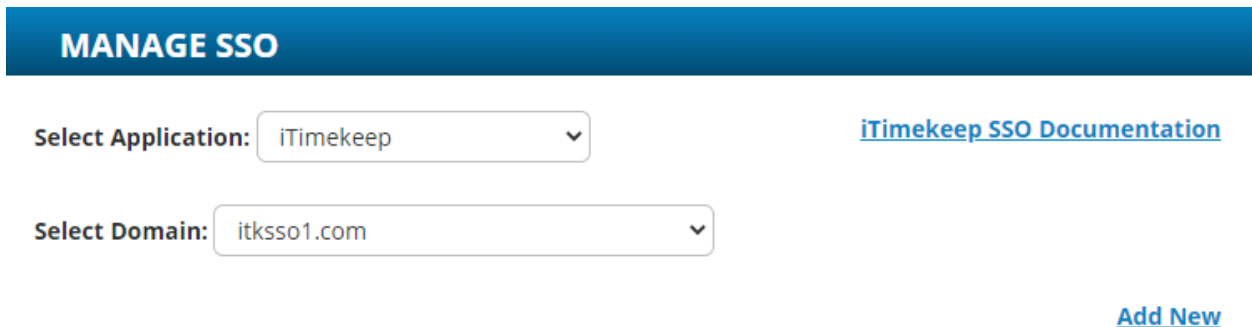 MANAGE SSO
Select Application: iTimekeep
iTimekeep SSO Documentation
Select Domain: itksso1.com
Add New